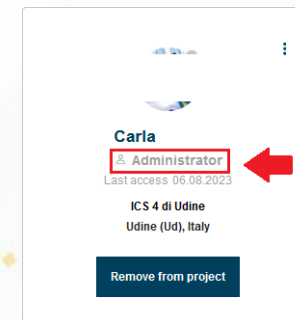 Carla
Administrator
Last access 06.08.2023
ICS 4 di Udine
Udine (Ud), Italy
Remove from project